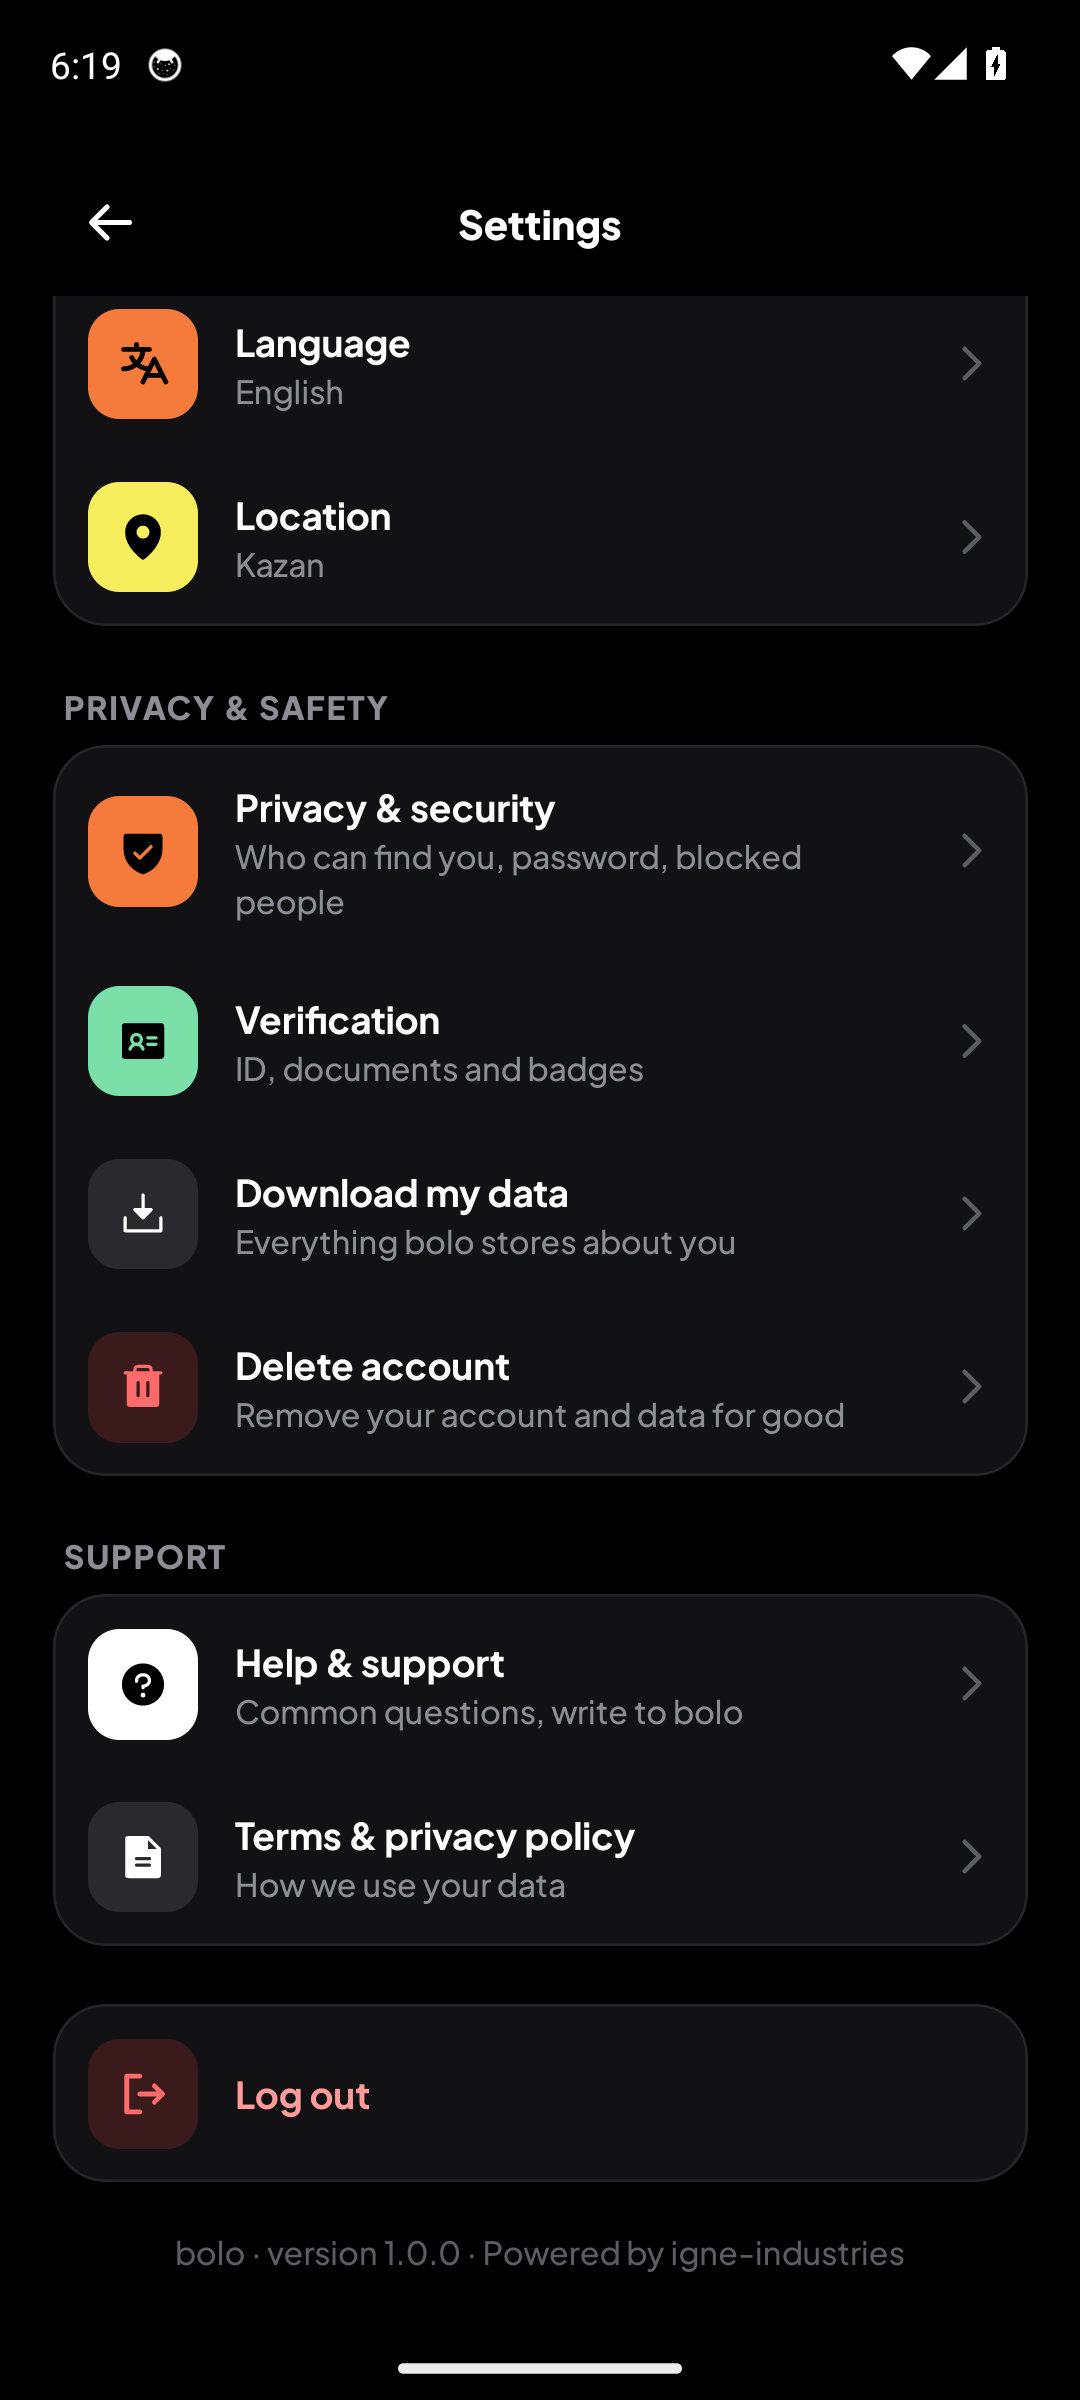 6:19
Settings
Language
English
Location
Kazan
PRIVACY & SAFETY
Privacy & security
Who can find you, password, blocked
people
Verification
ID, documents and badges
Download my data
Everything bolo stores about you
Delete account
Remove your account and data for good
SUPPORT
Help & support
Common questions, write to bolo
Terms & privacy policy
How we use your data
Log out
bolo · version 1.0.0 · Powered by igne-industries